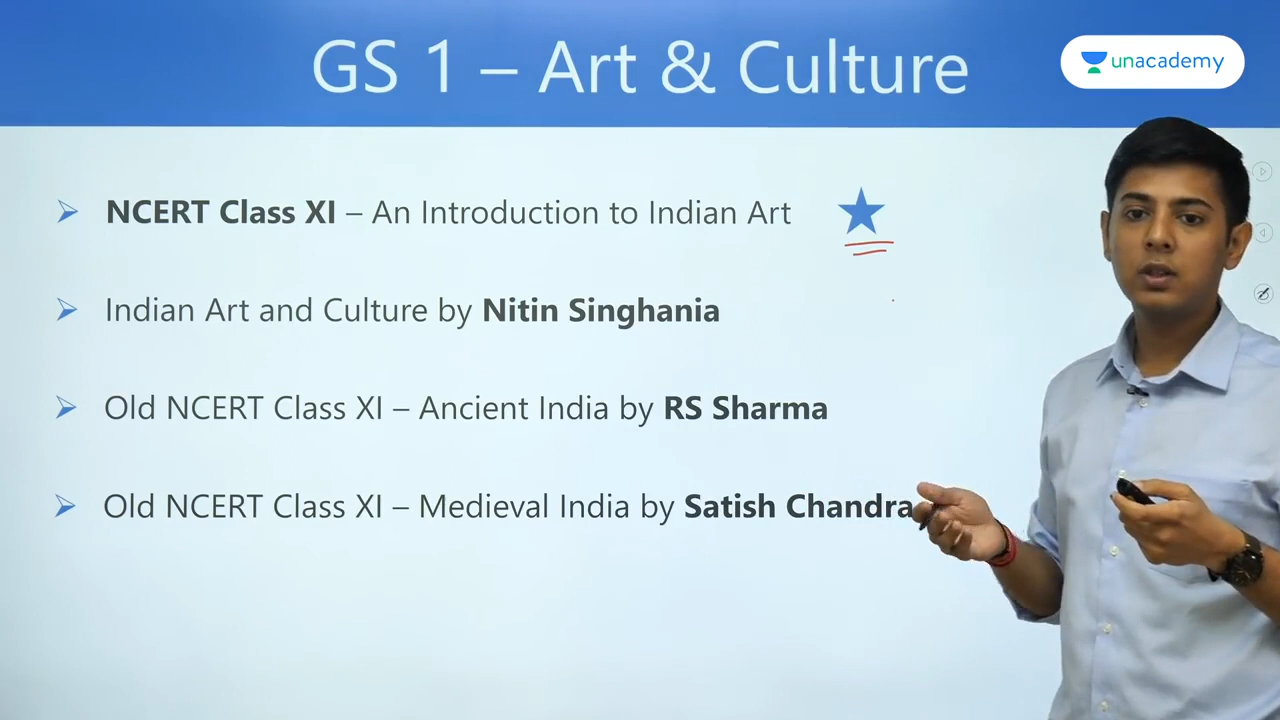 GS 1 – Art & Culture
unacademy
NCERT Class XI – An Introduction to Indian Art
Indian Art and Culture by Nitin Singhania
Old NCERT Class XI – Ancient India by RS Sharma
Old NCERT Class XI – Medieval India by Satish Chandra